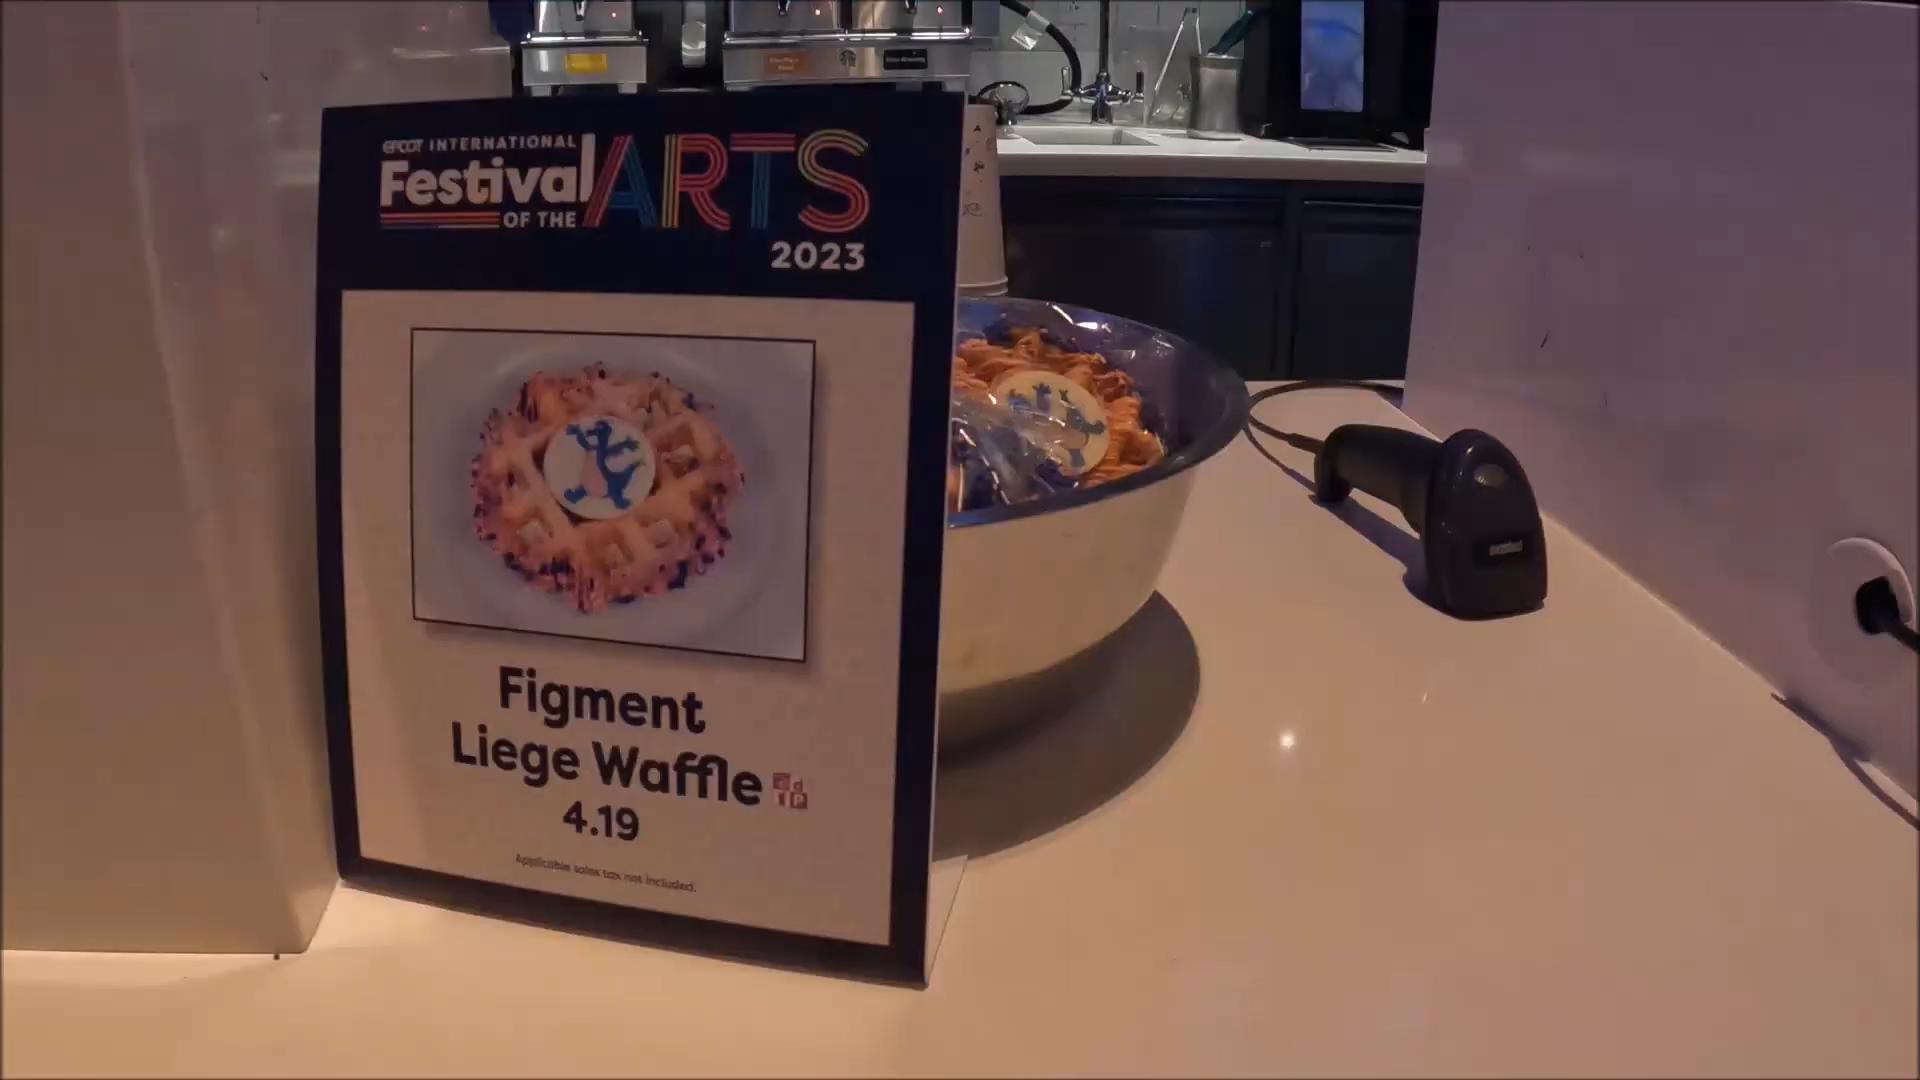 EPCOT INTERNATIONAL
Festival
OF THE
ARTS
2023
Figment
Liege Waffle
4.19
Applicable sales tax not included.